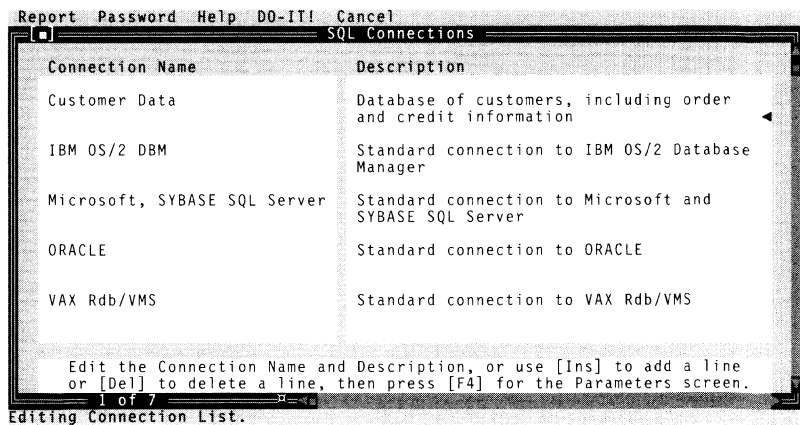 Report Password Help DO-IT! Cancel
SQL Connections
Connection Name Description
Customer Data Database of customers, including order
and credit information
IBM OS/2 DBM Standard connection to IBM OS/2 Database
Manager
Microsoft, SYBASE SQL Server Standard connection to Microsoft and
SYBASE SQL Server
ORACLE Standard connection to ORACLE
VAX Rdb/VMS Standard connection to VAX Rdb/VMS
Edit the Connection Name and Description, or use [Ins] to add a line
or [Del] to delete a line, then press [F4] for the Parameters screen.
1 of 7
Editing Connection List.